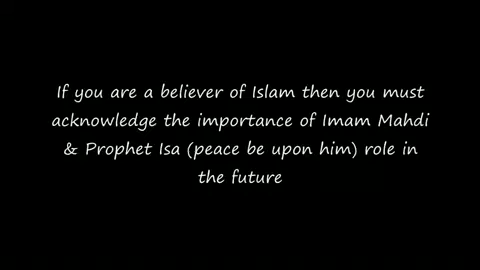 If you are a believer of Islam then you must
acknowledge the importance of Imam Mahdi
& Prophet Isa (peace be upon him) role in
the future